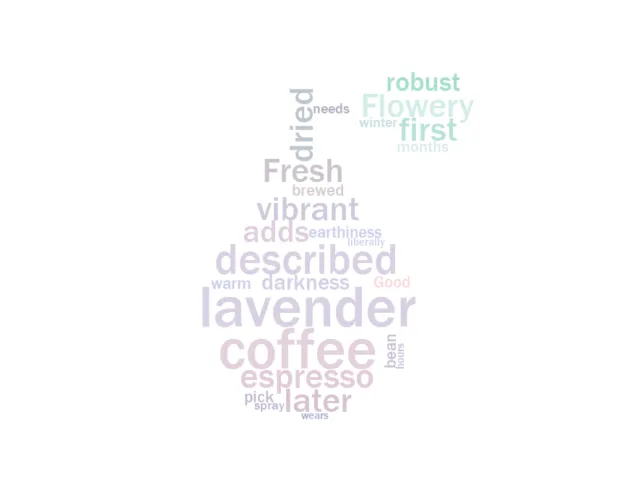 robust
dried
needs
Flowery
winter
first
months
Fresh
brewed
vibrant
adds
earthiness
liberally
described
warm
darkness
Good
lavender
coffee
bean
hours
espresso
pick
spray
later
wears